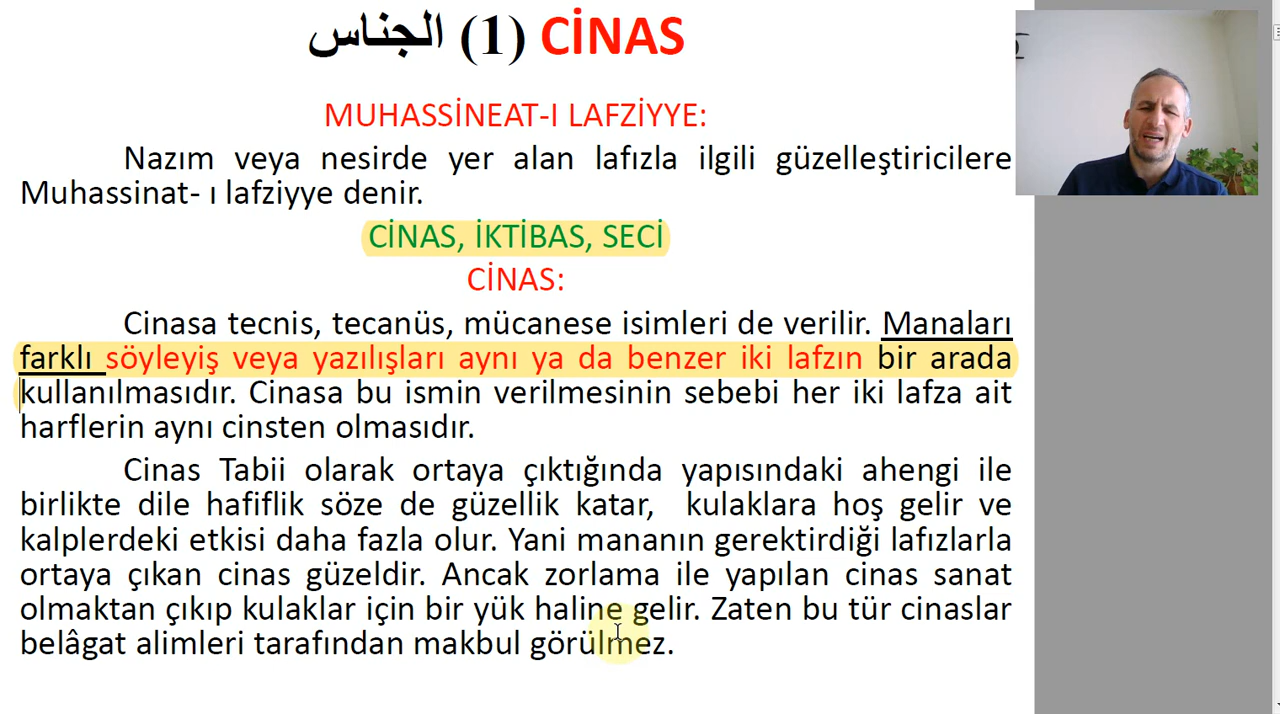 CİNAS (1) الجناس
MUHASSİNEAT-I LAFZİYYE:
Nazım veya nesirde yer alan lafızla ilgili güzelleştiricilere
Muhassinat- ı lafziyye denir.
CİNAS, İKTİBAS, SECİ
CİNAS:
Cinasa tecnis, tecanüs, mücanese isimleri de verilir. Manaları
farklı söyleyiş veya yazılışları aynı ya da benzer iki lafzın bir arada
kullanılmasıdır. Cinasa bu ismin verilmesinin sebebi her iki lafza ait
harflerin aynı cinsten olmasıdır.
Cinas Tabii olarak ortaya çıktığında yapısındaki ahengi ile
birlikte dile hafiflik söze de güzellik katar, kulaklara hoş gelir ve
kalplerdeki etkisi daha fazla olur. Yani mananın gerektirdiği lafızlarla
ortaya çıkan cinas güzeldir. Ancak zorlama ile yapılan cinas sanat
olmaktan çıkıp kulaklar için bir yük haline gelir. Zaten bu tür cinaslar
belâgat alimleri tarafından makbul görülmez.